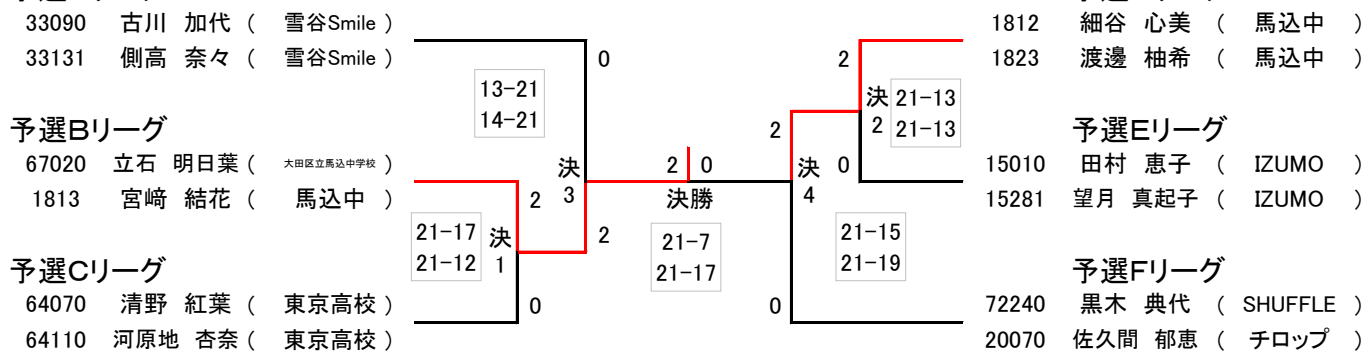 33090 古川 加代 ( 雪谷Smile )
33131 側高 奈々 ( 雪谷Smile )
予選Bリーグ
67020 立石 明日葉 ( 大田区立馬込中学校 )
1813 宮﨑 結花 ( 馬込中 )
予選Cリーグ
64070 清野 紅葉 ( 東京高校 )
64110 河原地 杏奈 ( 東京高校 )
0
13-21
14-21
決
3
2
21-17
21-12
決
1
2
0
2 0
決勝
21-7
21-17
2
決
2
21-13
21-13
2
決
4
0
21-15
21-19
0
1812 細谷 心美 ( 馬込中 )
1823 渡邊 柚希 ( 馬込中 )
予選Eリーグ
15010 田村 恵子 ( IZUMO )
15281 望月 真起子 ( IZUMO )
予選Fリーグ
72240 黒木 典代 ( SHUFFLE )
20070 佐久間 郁恵 ( チロップ )